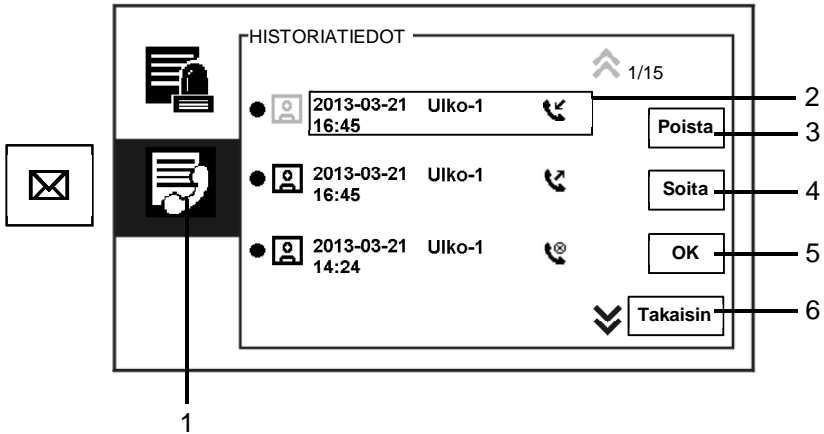 HISTORIATIEDOT
1/15
2013-03-21 Ulko-1
16:45
2
Poista
3
2013-03-21 Ulko-1
16:45
Soita
4
2013-03-21 Ulko-1
14:24
OK
5
Takaisin
6
1